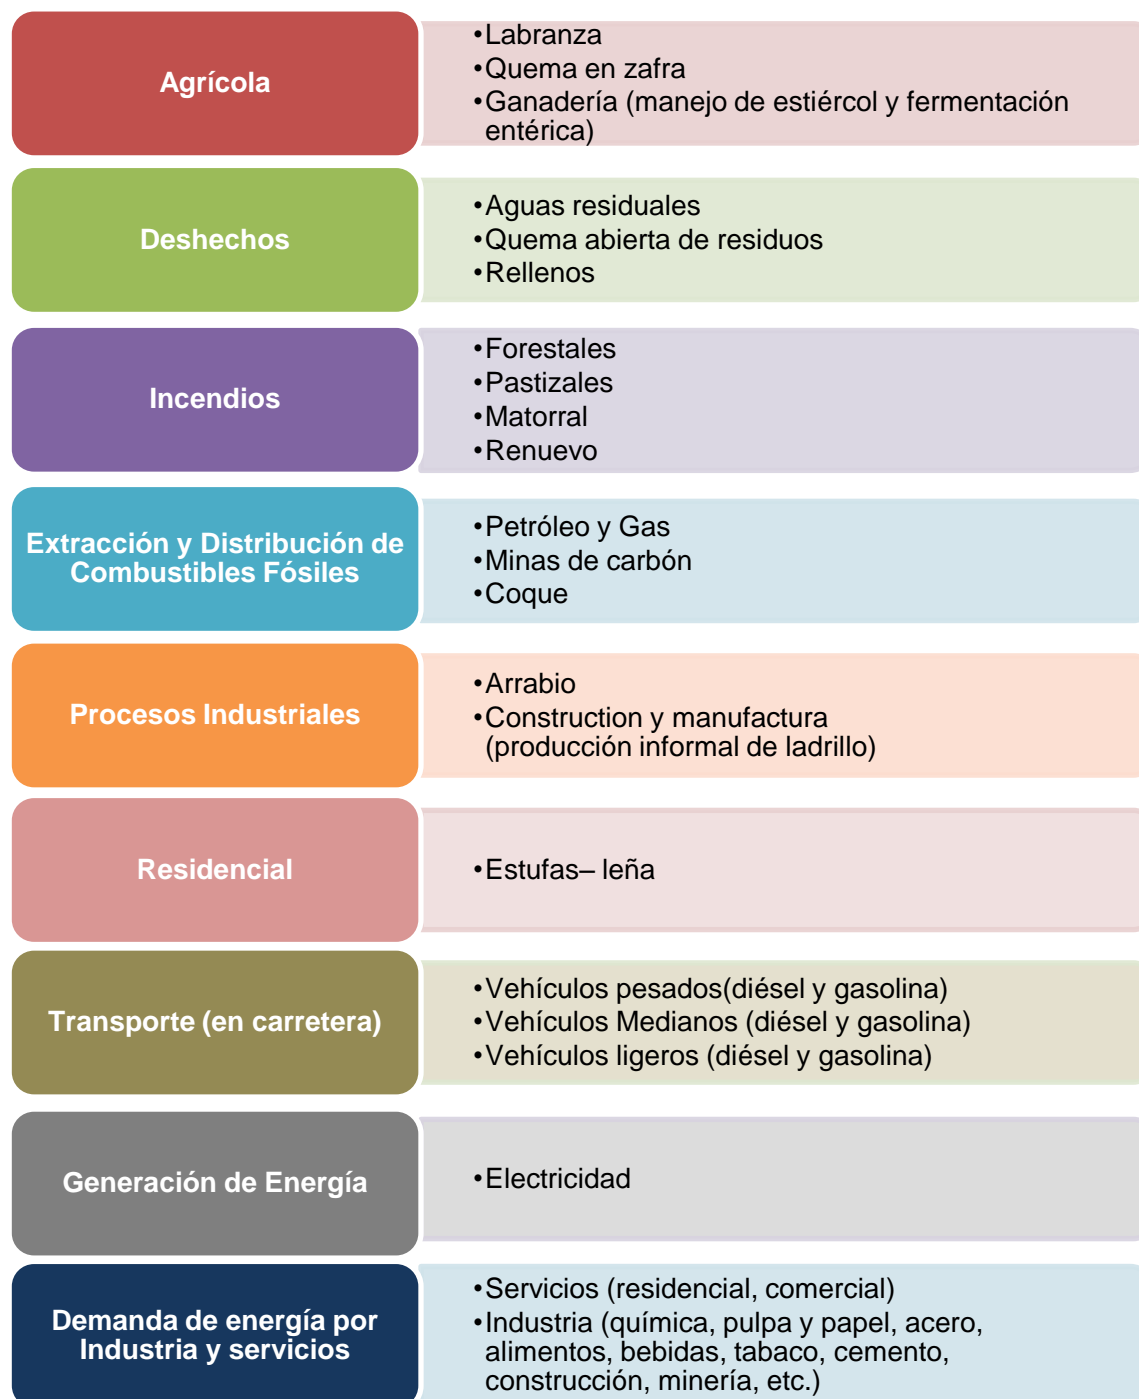 Agrícola
•Labranza
•Quema en zafra
•Ganadería (manejo de estiércol y fermentación
entérica)
Deshechos
•Aguas residuales
•Quema abierta de residuos
•Rellenos
Incendios
•Forestales
•Pastizales
•Matorral
•Renuevo
Extracción y Distribución de
Combustibles Fósiles
•Petróleo y Gas
•Minas de carbón
•Coque
Procesos Industriales
•Arrabio
•Construction y manufactura
(producción informal de ladrillo)
Residencial
•Estufas– leña
Transporte (en carretera)
•Vehículos pesados(diésel y gasolina)
•Vehículos Medianos (diésel y gasolina)
•Vehículos ligeros (diésel y gasolina)
Generación de Energía
•Electricidad
Demanda de energía por
Industria y servicios
•Servicios (residencial, comercial)
•Industria (química, pulpa y papel, acero,
alimentos, bebidas, tabaco, cemento,
construcción, minería, etc.)